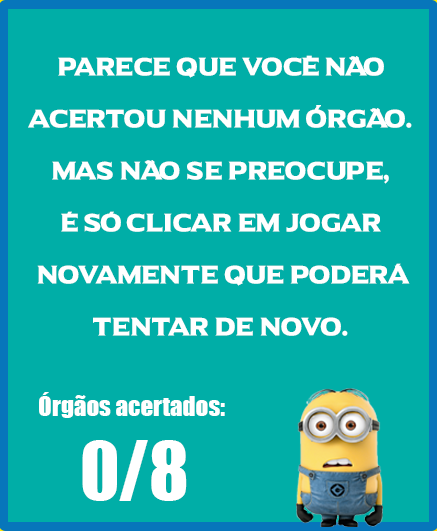 PARECE QUE VOCÊ NÃO
ACERTOU NENHUM ÓRGÃO.
MAS NÃO SE PREOCUPE,
É SÓ CLICAR EM JOGAR
NOVAMENTE QUE PODERÁ
TENTAR DE NOVO.
Órgãos acertados:
0/8